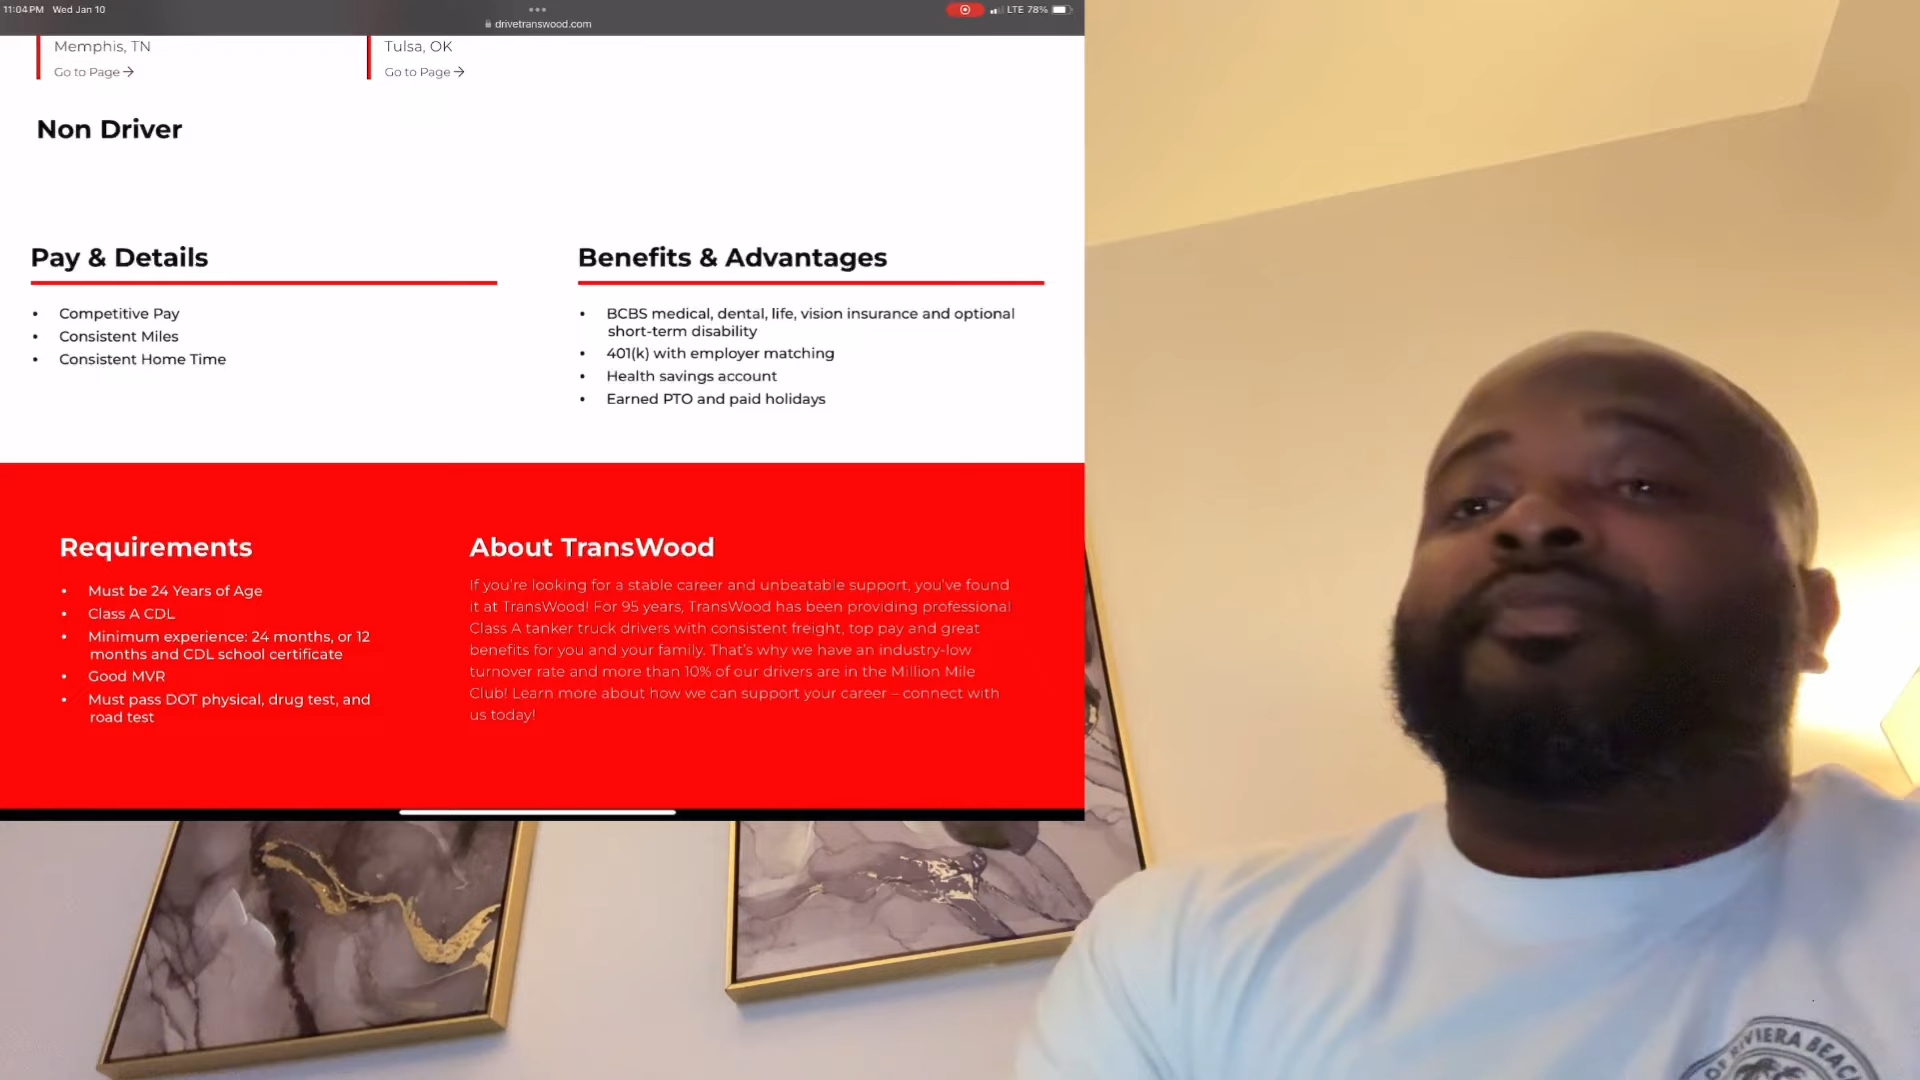 11:04 PM Wed Jan 10
LTE 78%
drivetranswood.com
Memphis, TN
Go to Page →
Tulsa, OK
Go to Page →
Non Driver
Pay & Details
• Competitive Pay
• Consistent Miles
• Consistent Home Time
Benefits & Advantages
• BCBS medical, dental, life, vision insurance and optional
short-term disability
• 401(k) with employer matching
• Health savings account
• Earned PTO and paid holidays
Requirements
• Must be 24 Years of Age
• Class A CDL
• Minimum experience: 24 months, or 12
months and CDL school certificate
• Good MVR
• Must pass DOT physical, drug test, and
road test
About TransWood
If you're looking for a stable career and unbeatable support, you've found
it at TransWood! For 95 years, TransWood has been providing professional
Class A tanker truck drivers with consistent freight, top pay and great
benefits for you and your family. That's why we have an industry-low
turnover rate and more than 10% of our drivers are in the Million Mile
Club! Learn more about how we can support your career – connect with
us today!
OF RIVIERA BEAC